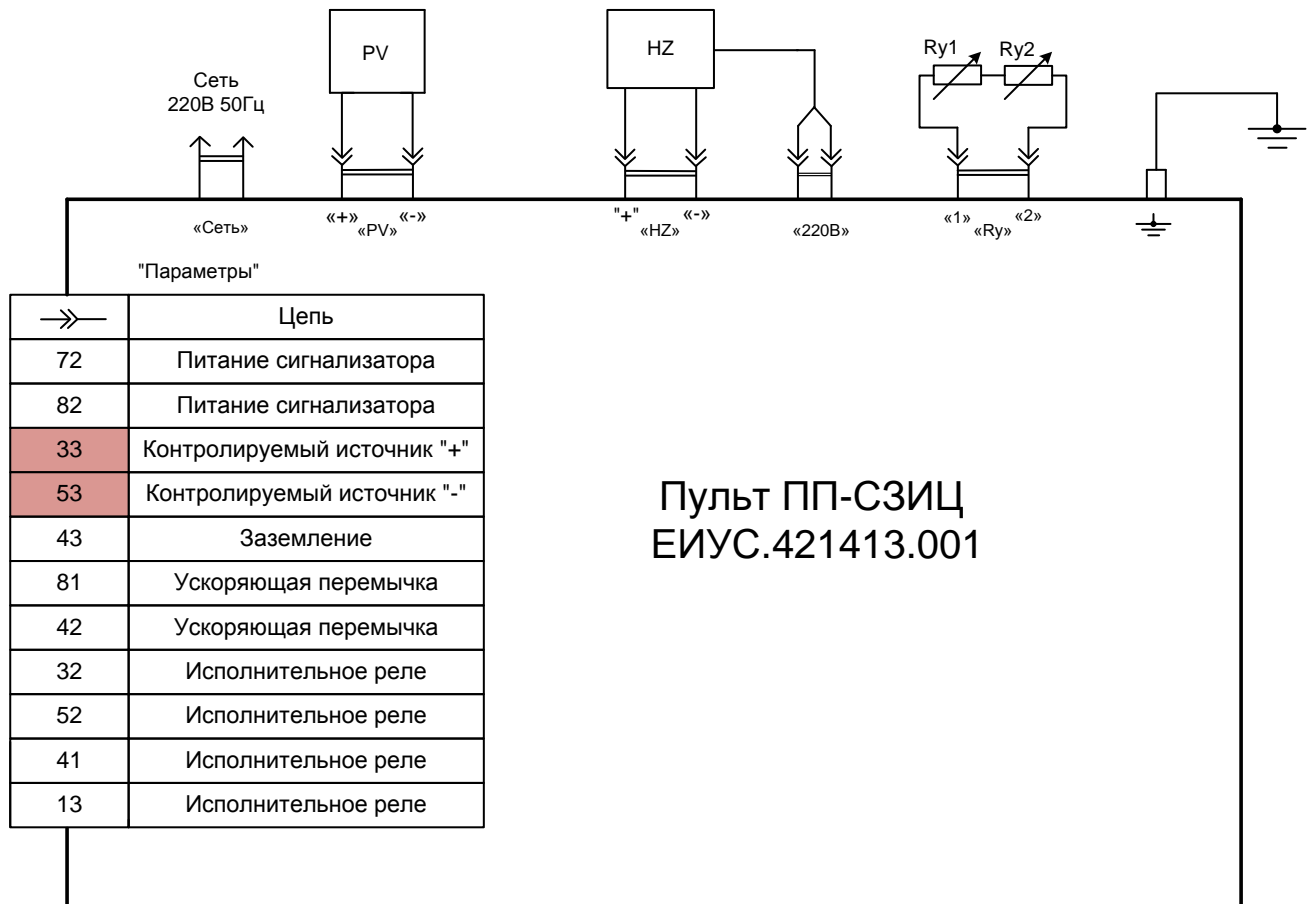 PV
HZ
Ry1
Ry2
Сеть
220В 50Гц
«Сеть»
«+»
«-»
«PV»
"+"
«-»
«HZ»
«220В»
«1»
«2»
«Ry»
"Параметры"
Цепь
72 Питание сигнализатора
82 Питание сигнализатора
33 Контролируемый источник "+"
53 Контролируемый источник "-"
43 Заземление
81 Ускоряющая перемычка
42 Ускоряющая перемычка
32 Исполнительное реле
52 Исполнительное реле
41 Исполнительное реле
13 Исполнительное реле
Пульт ПП-СЗИЦ
ЕИУС.421413.001